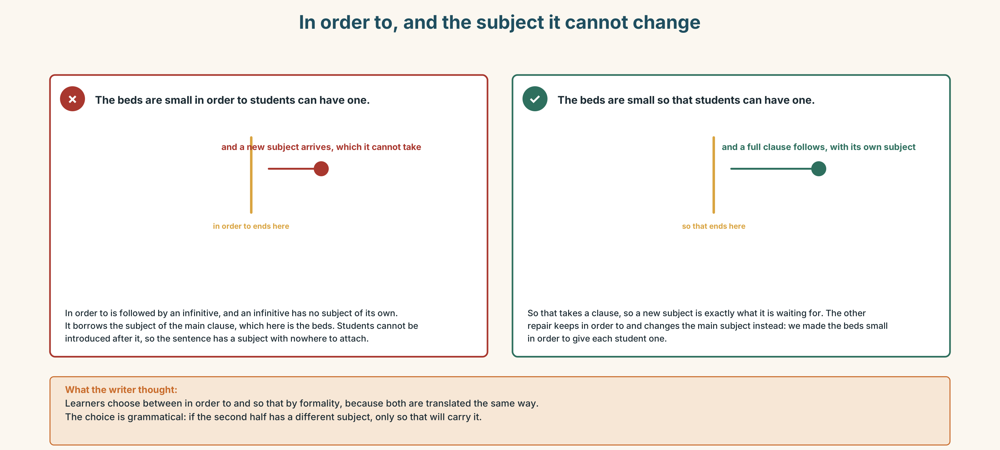 In order to, and the subject it cannot change
The beds are small in order to students can have one.
and a new subject arrives, which it cannot take
in order to ends here
In order to is followed by an infinitive, and an infinitive has no subject of its own.
It borrows the subject of the main clause, which here is the beds. Students cannot be
introduced after it, so the sentence has a subject with nowhere to attach.
The beds are small so that students can have one.
and a full clause follows, with its own subject
so that ends here
So that takes a clause, so a new subject is exactly what it is waiting for. The other
repair keeps in order to and changes the main subject instead: we made the beds small
in order to give each student one.
What the writer thought:
Learners choose between in order to and so that by formality, because both are translated the same way.
The choice is grammatical: if the second half has a different subject, only so that will carry it.